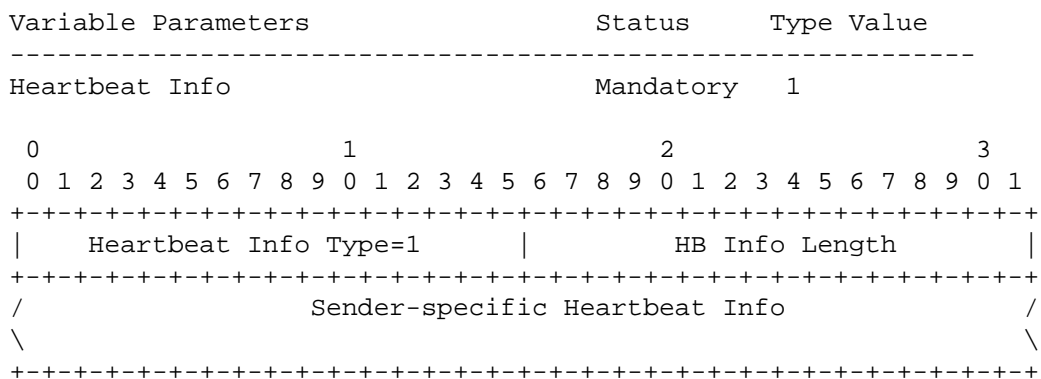 Variable Parameters                  Status     Type Value
-------------------------------------------------------------
Heartbeat Info                       Mandatory   1
 0                   1                   2                   3
 0 1 2 3 4 5 6 7 8 9 0 1 2 3 4 5 6 7 8 9 0 1 2 3 4 5 6 7 8 9 0 1
+-+-+-+-+-+-+-+-+-+-+-+-+-+-+-+-+-+-+-+-+-+-+-+-+-+-+-+-+-+-+-+-+
|    Heartbeat Info Type=1      |         HB Info Length        |
+-+-+-+-+-+-+-+-+-+-+-+-+-+-+-+-+-+-+-+-+-+-+-+-+-+-+-+-+-+-+-+-+
/                  Sender-specific Heartbeat Info               /
\                                                               \
+-+-+-+-+-+-+-+-+-+-+-+-+-+-+-+-+-+-+-+-+-+-+-+-+-+-+-+-+-+-+-+-+